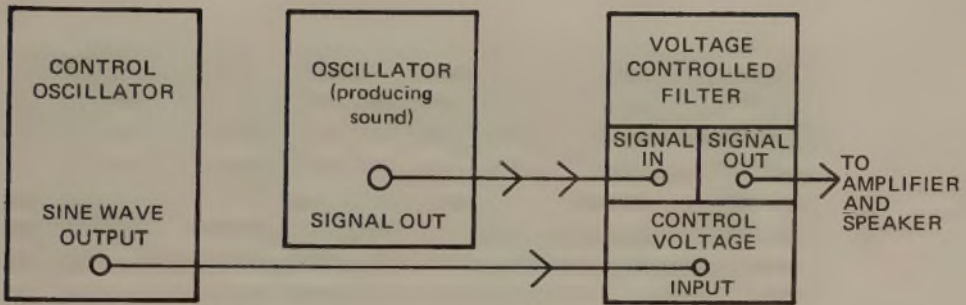 CONTROL
OSCILLATOR
SINE WAVE
OUTPUT
OSCILLATOR
(producing
sound)
SIGNAL OUT
VOLTAGE
CONTROLLED
FILTER
SIGNAL
IN
SIGNAL
OUT
CONTROL
VOLTAGE
INPUT
TO
AMPLIFIER
AND
SPEAKER